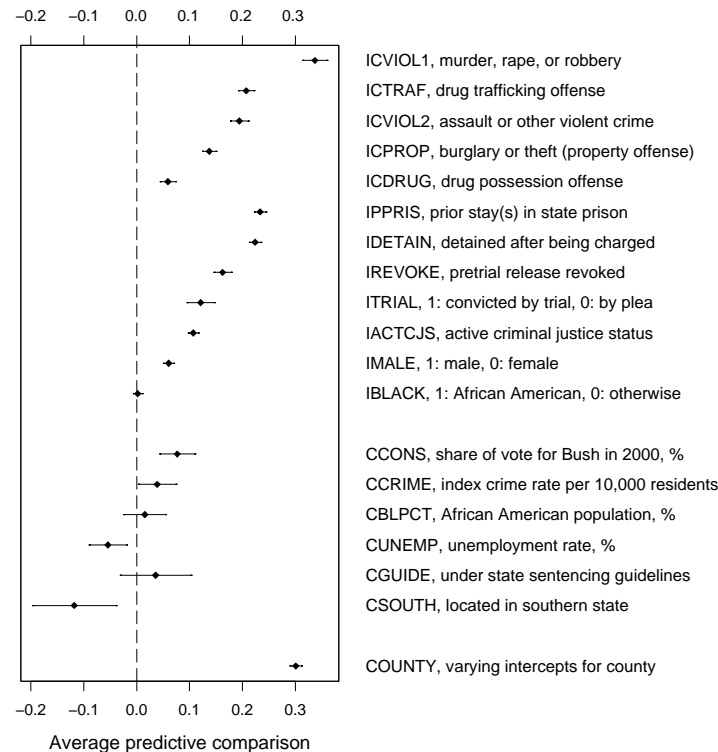 −0.2 −0.1 0.0 0.1 0.2 0.3
ICVIOL1, murder, rape, or robbery
ICTRAF, drug trafficking offense
ICVIOL2, assault or other violent crime
ICPROP, burglary or theft (property offense)
ICDRUG, drug possession offense
IPPRIS, prior stay(s) in state prison
IDETAIN, detained after being charged
IREVOKE, pretrial release revoked
ITRIAL, 1: convicted by trial, 0: by plea
IACTCJS, active criminal justice status
IMALE, 1: male, 0: female
IBLACK, 1: African American, 0: otherwise
CCONS, share of vote for Bush in 2000, %
CCRIME, index crime rate per 10,000 residents
CBLPCT, African American population, %
CUNEMP, unemployment rate, %
CGUIDE, under state sentencing guidelines
CSOUTH, located in southern state
COUNTY, varying intercepts for county
−0.2 −0.1 0.0 0.1 0.2 0.3
Average predictive comparison